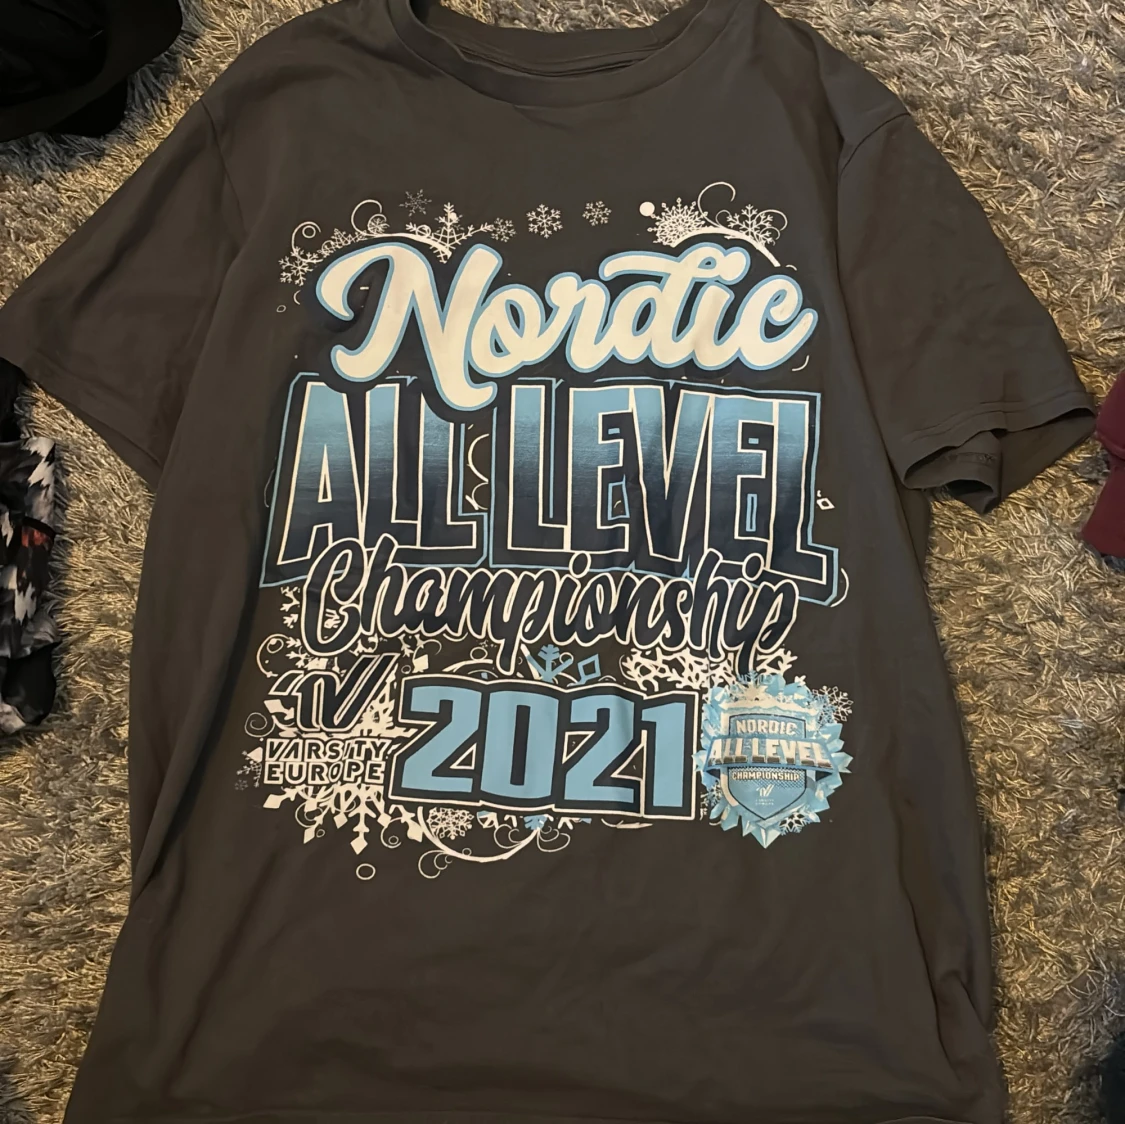 Nordic
ALL LEVEL
Championship
VARSITY
EUROPE
2021
NORDIC
ALL LEVEL
CHAMPIONSHIP